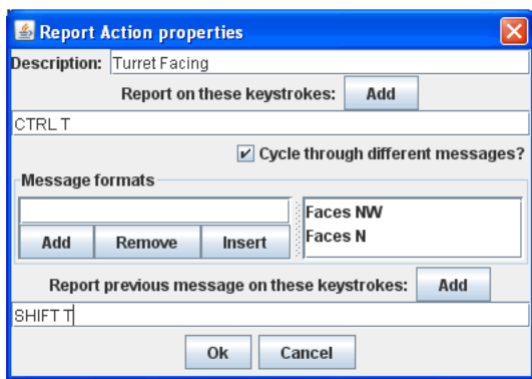 Report Action properties
Description: Turret Facing
Report on these keystrokes: Add
CTRL T
Cycle through different messages?
Message formats
Faces NW
Faces N
Add Remove Insert
Report previous message on these keystrokes: Add
SHIFT T
Ok Cancel